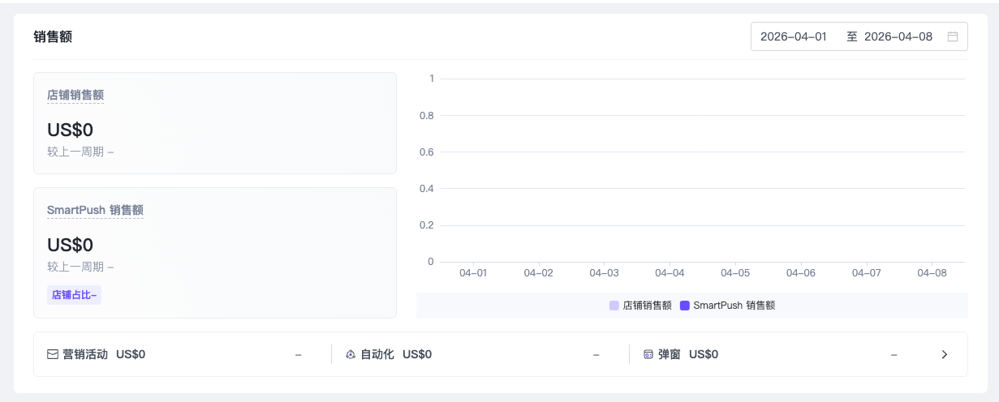 销售额
2026-04-01 至 2026-04-08
店铺销售额
US$0
较上一周期 –
SmartPush 销售额
US$0
较上一周期 –
店铺占比–
1
0.8
0.6
0.4
0.2
0
04-01 04-02 04-03 04-04 04-05 04-06 04-07 04-08
店铺销售额 SmartPush 销售额
营销活动 US$0 – 自动化 US$0 – 弹窗 US$0 –